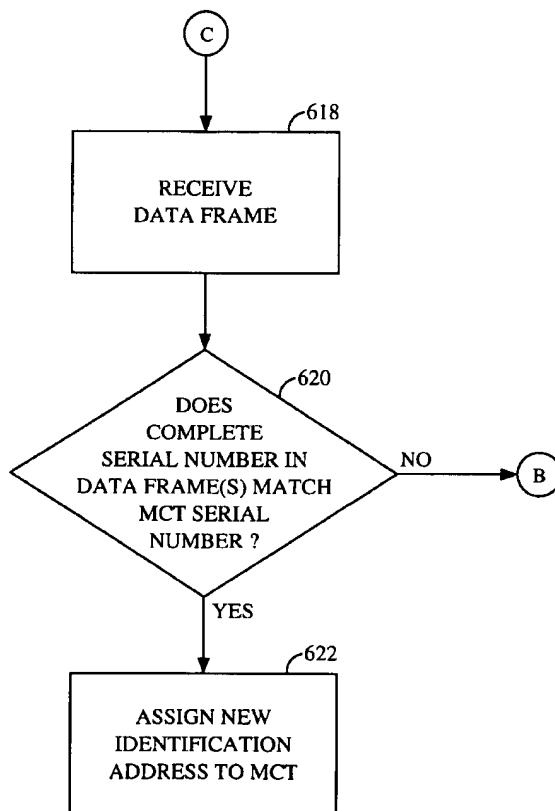 C
618
RECEIVE
DATA FRAME
620
DOES
COMPLETE
SERIAL NUMBER IN
DATA FRAME(S) MATCH
MCT SERIAL
NUMBER ?
NO
B
YES
622
ASSIGN NEW
IDENTIFICATION
ADDRESS TO MCT